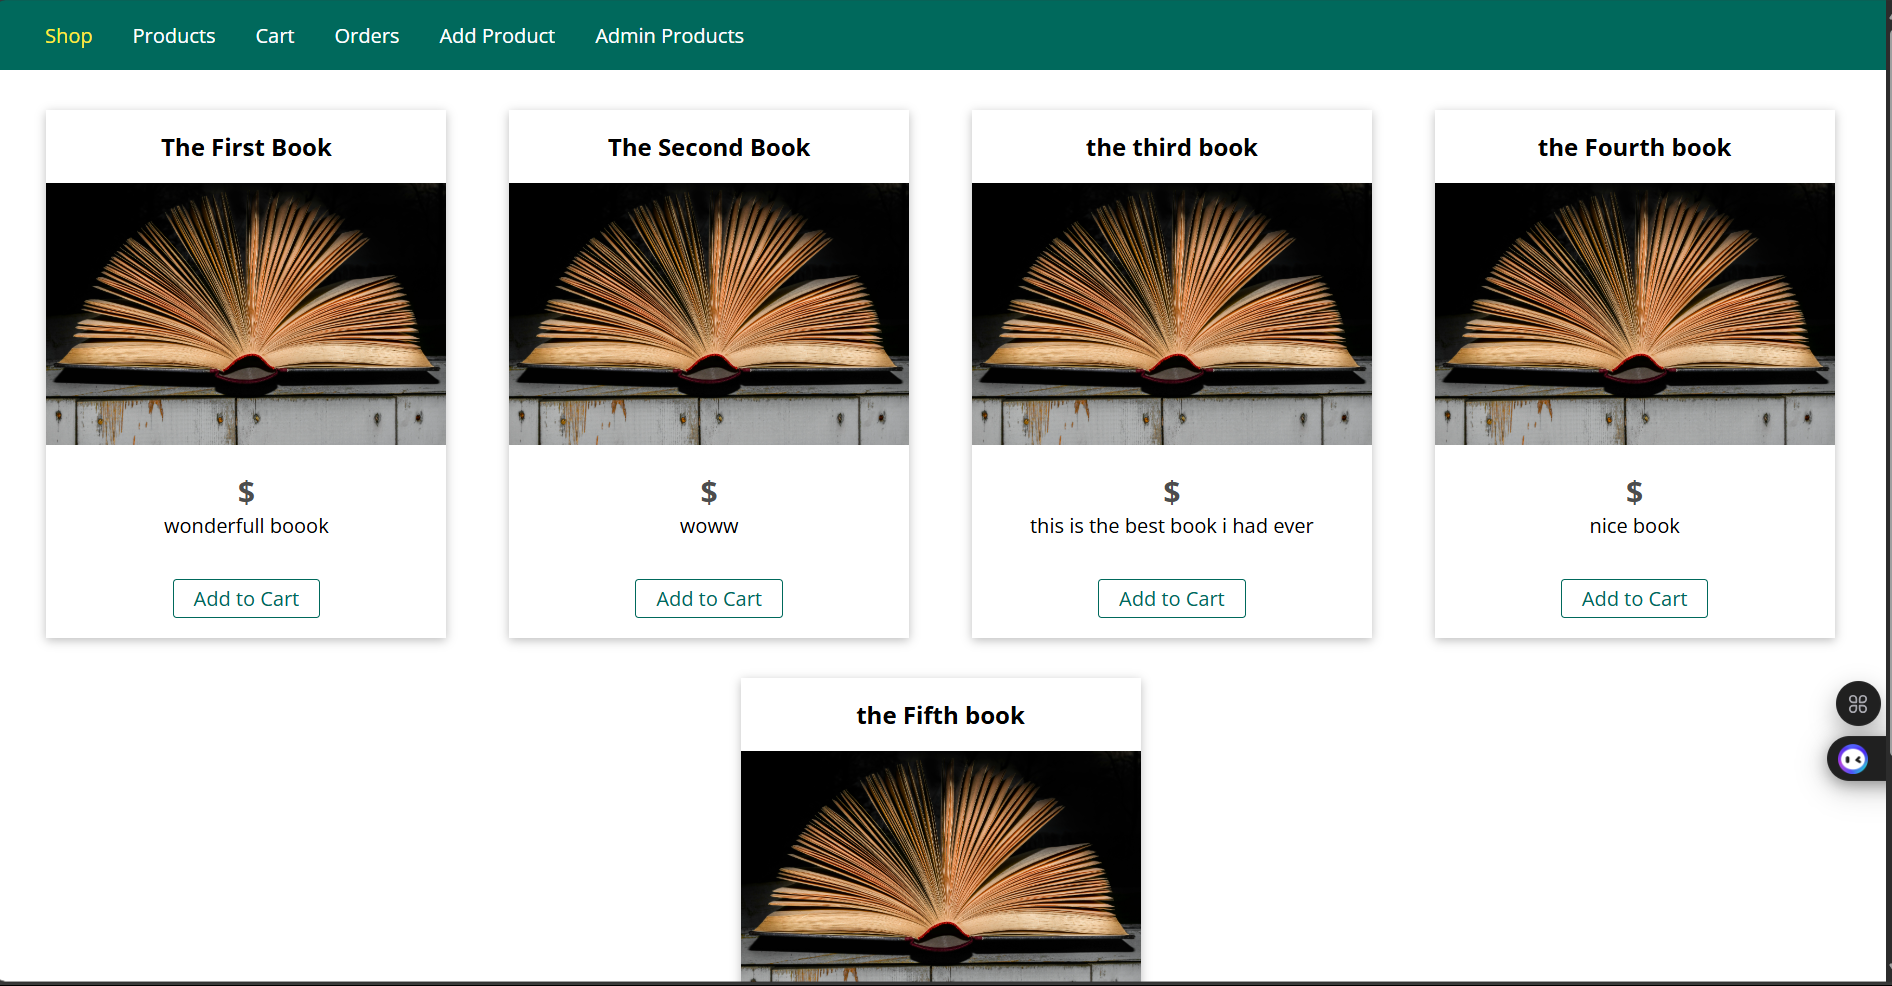 Shop Products Cart Orders Add Product Admin Products
The First Book
The Second Book
the third book
the Fourth book
$
$
$
$
wonderfull boook
woww
this is the best book i had ever
nice book
Add to Cart
Add to Cart
Add to Cart
Add to Cart
the Fifth book